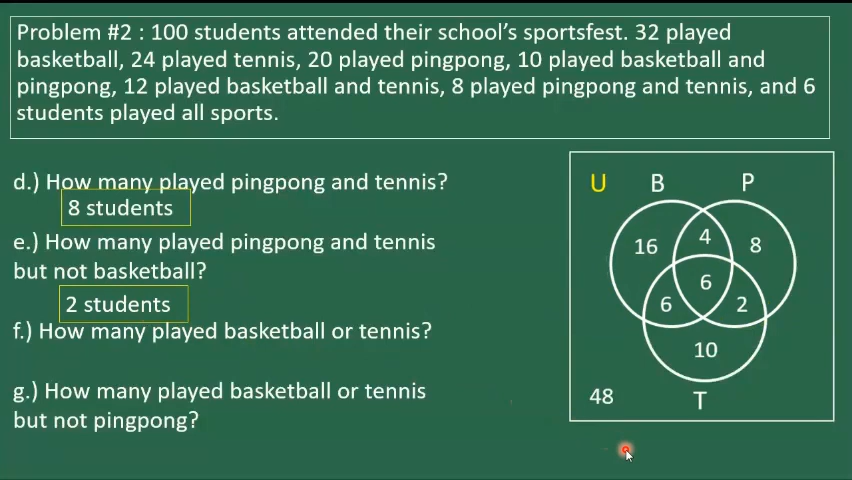 Problem #2 : 100 students attended their school’s sportsfest. 32 played
basketball, 24 played tennis, 20 played pingpong, 10 played basketball and
pingpong, 12 played basketball and tennis, 8 played pingpong and tennis, and 6
students played all sports.
d.) How many played pingpong and tennis?
8 students
e.) How many played pingpong and tennis
but not basketball?
2 students
f.) How many played basketball or tennis?
g.) How many played basketball or tennis
but not pingpong?
U B P
16 4 8
6
6 2
10
48 T